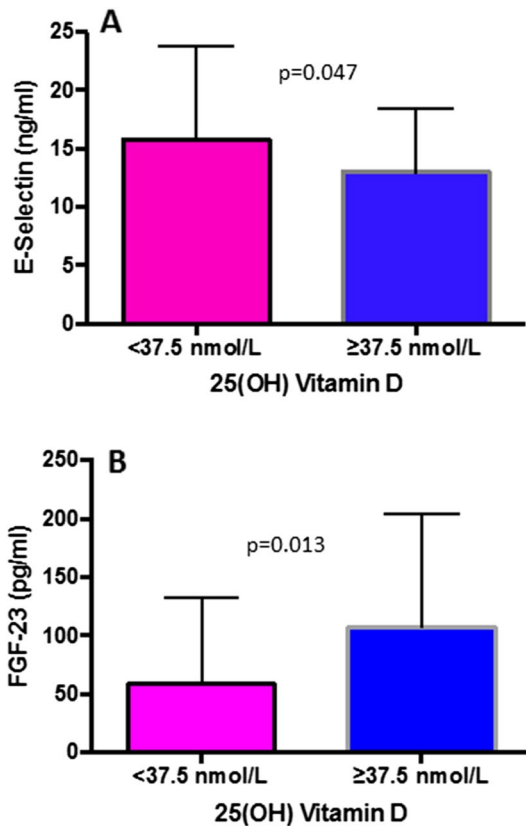 A
25
20
15
10
5
0
E-Selectin (ng/ml)
p=0.047
<37.5 nmol/L
≥37.5 nmol/L
25(OH) Vitamin D
B
250
200
150
100
50
0
FGF-23 (pg/ml)
p=0.013
<37.5 nmol/L
≥37.5 nmol/L
25(OH) Vitamin D